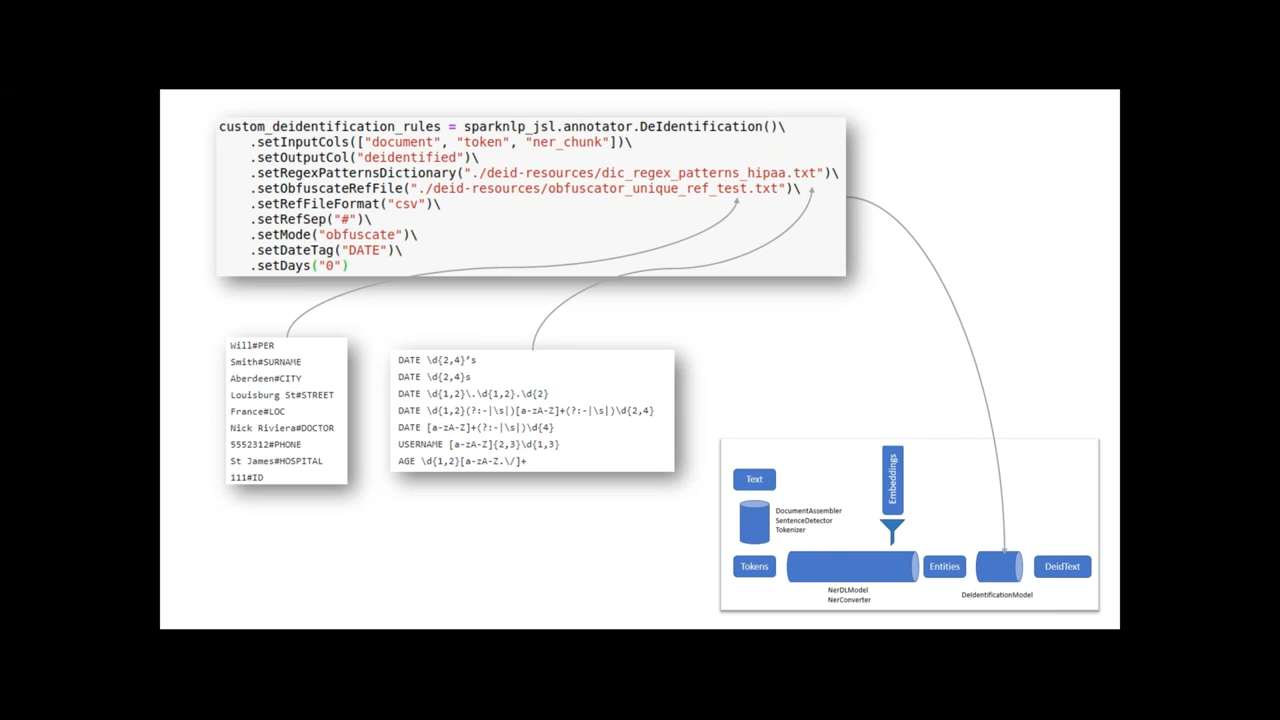 custom_deidentification_rules = sparknlp_jsl.annotator.DeIdentification()\
.setInputCols(["document", "token", "ner_chunk"])\
.setOutputCol("deidentified")\
.setRegexPatternsDictionary("./deid-resources/dic_regex_patterns_hipaa.txt")\
.setObfuscateRefFile("./deid-resources/obfuscator_unique_ref_test.txt")\
.setRefFileFormat("csv")\
.setRefSep("#")\
.setMode("obfuscate")\
.setDateTag("DATE")\
.setDays("0")
Will#PER
Smith#SURNAME
Aberdeen#CITY
Louisburg St#STREET
France#LOC
Nick Riviera#DOCTOR
5552312#PHONE
St James#HOSPITAL
111#ID
DATE \d{2,4}’s
DATE \d{2,4}s
DATE \d{1,2}\.\d{1,2}.\d{2}
DATE \d{1,2}(?:-|\s|)[a-zA-Z]+(?:-|\s|)\d{2,4}
DATE [a-zA-Z]+(?:-|\s|)\d{4}
USERNAME [a-zA-Z]{2,3}\d{1,3}
AGE \d{1,2}[a-zA-Z.\/]+
Embeddings
Text
DocumentAssembler
SentenceDetector
Tokenizer
Tokens
Entities
DeidText
NerDLModel
NerConverter
DeIdentificationModel